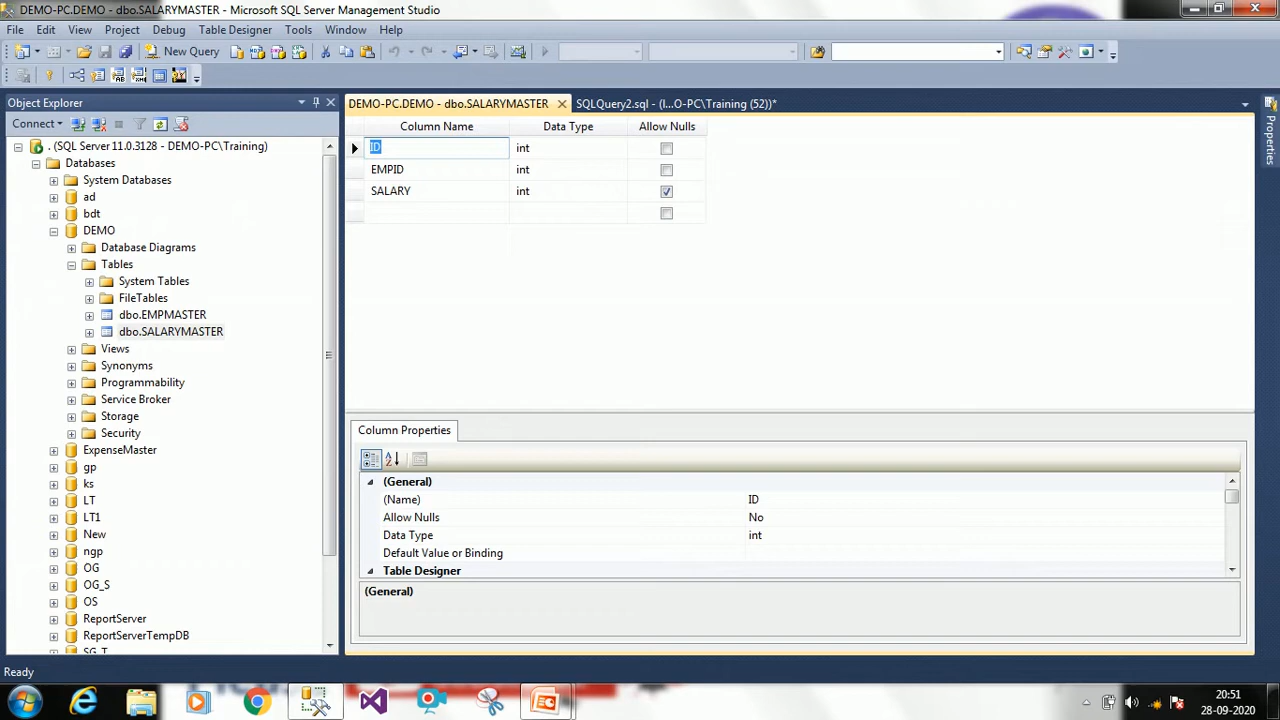 DEMO-PC.DEMO - dbo.SALARYMASTER - Microsoft SQL Server Management Studio
File Edit View Project Debug Table Designer Tools Window Help
New Query
Object Explorer
Connect
. (SQL Server 11.0.3128 - DEMO-PC\Training)
Databases
System Databases
ad
bdt
DEMO
Database Diagrams
Tables
System Tables
FileTables
dbo.EMPMASTER
dbo.SALARYMASTER
Views
Synonyms
Programmability
Service Broker
Storage
Security
ExpenseMaster
gp
ks
LT
LT1
New
ngp
OG
OG_S
OS
ReportServer
ReportServerTempDB
SG_T
DEMO-PC.DEMO - dbo.SALARYMASTER SQLQuery2.sql - (l...O-PC\Training (52))*
Column Name Data Type Allow Nulls
ID int
EMPID int
SALARY int
Column Properties
(General)
(Name) ID
Allow Nulls No
Data Type int
Default Value or Binding
Table Designer
(General)
Properties
Ready
20:51
28-09-2020